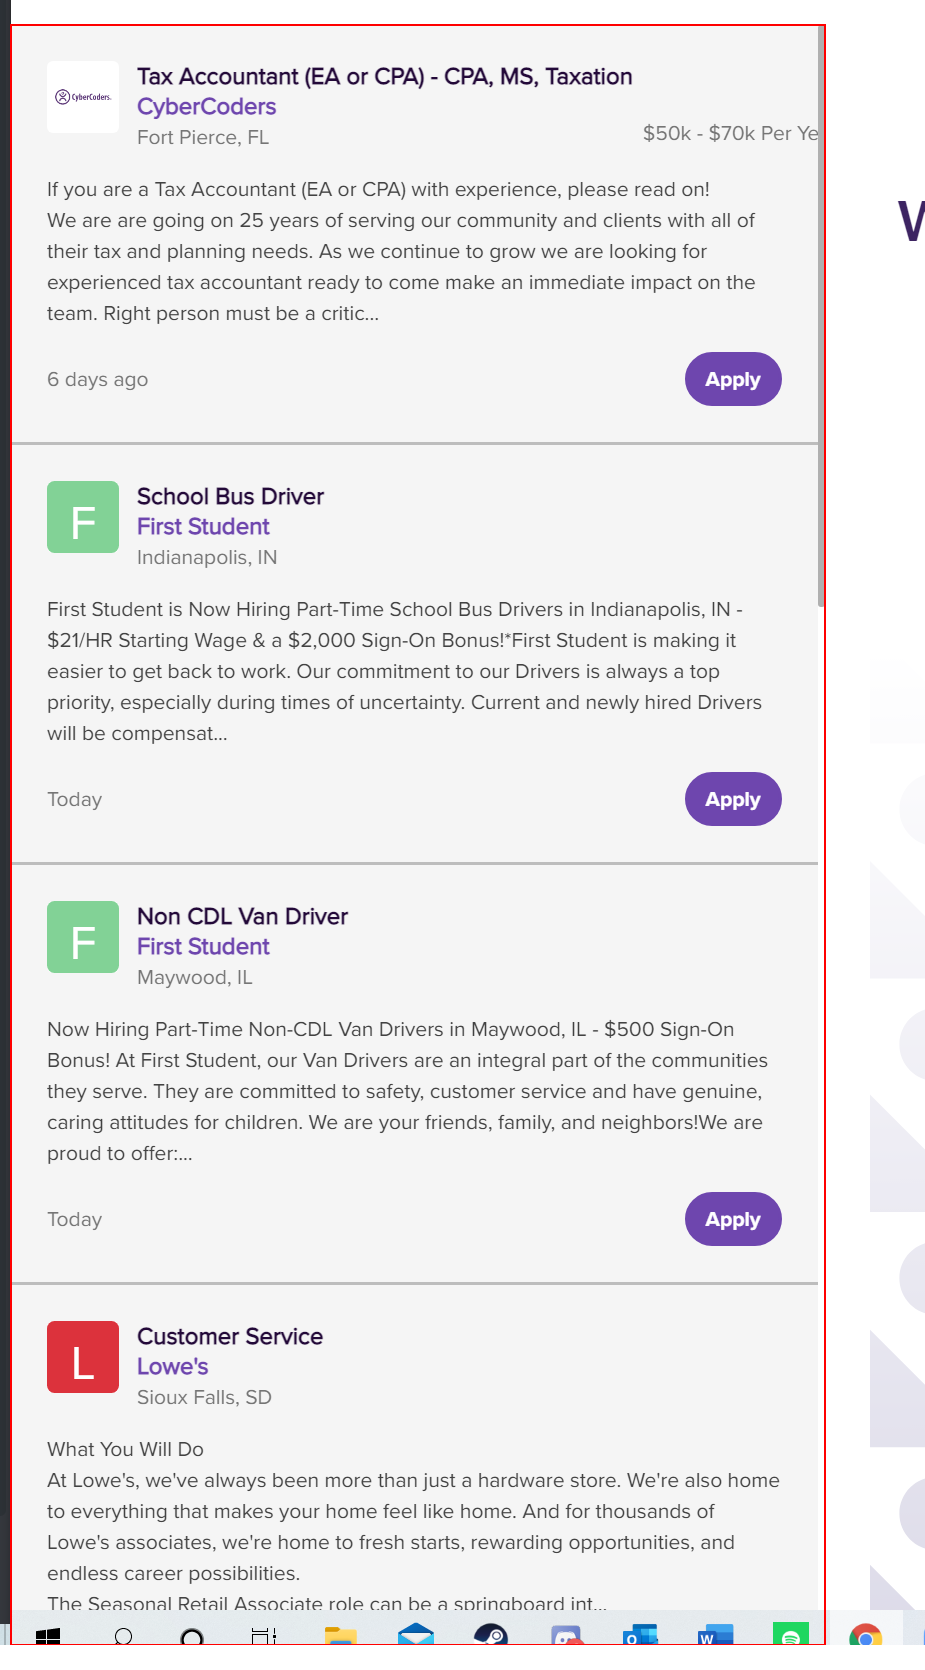 CyberCoders.
Tax Accountant (EA or CPA) - CPA, MS, Taxation
CyberCoders
Fort Pierce, FL
$50k - $70k Per Ye
If you are a Tax Accountant (EA or CPA) with experience, please read on!
We are are going on 25 years of serving our community and clients with all of
their tax and planning needs. As we continue to grow we are looking for
experienced tax accountant ready to come make an immediate impact on the
team. Right person must be a critic...
6 days ago
Apply
F
School Bus Driver
First Student
Indianapolis, IN
First Student is Now Hiring Part-Time School Bus Drivers in Indianapolis, IN -
$21/HR Starting Wage & a $2,000 Sign-On Bonus!*First Student is making it
easier to get back to work. Our commitment to our Drivers is always a top
priority, especially during times of uncertainty. Current and newly hired Drivers
will be compensat...
Today
Apply
F
Non CDL Van Driver
First Student
Maywood, IL
Now Hiring Part-Time Non-CDL Van Drivers in Maywood, IL - $500 Sign-On
Bonus! At First Student, our Van Drivers are an integral part of the communities
they serve. They are committed to safety, customer service and have genuine,
caring attitudes for children. We are your friends, family, and neighbors!We are
proud to offer:...
Today
Apply
L
Customer Service
Lowe's
Sioux Falls, SD
What You Will Do
At Lowe's, we've always been more than just a hardware store. We're also home
to everything that makes your home feel like home. And for thousands of
Lowe's associates, we're home to fresh starts, rewarding opportunities, and
endless career possibilities.
The Seasonal Retail Associate role can be a springboard int...